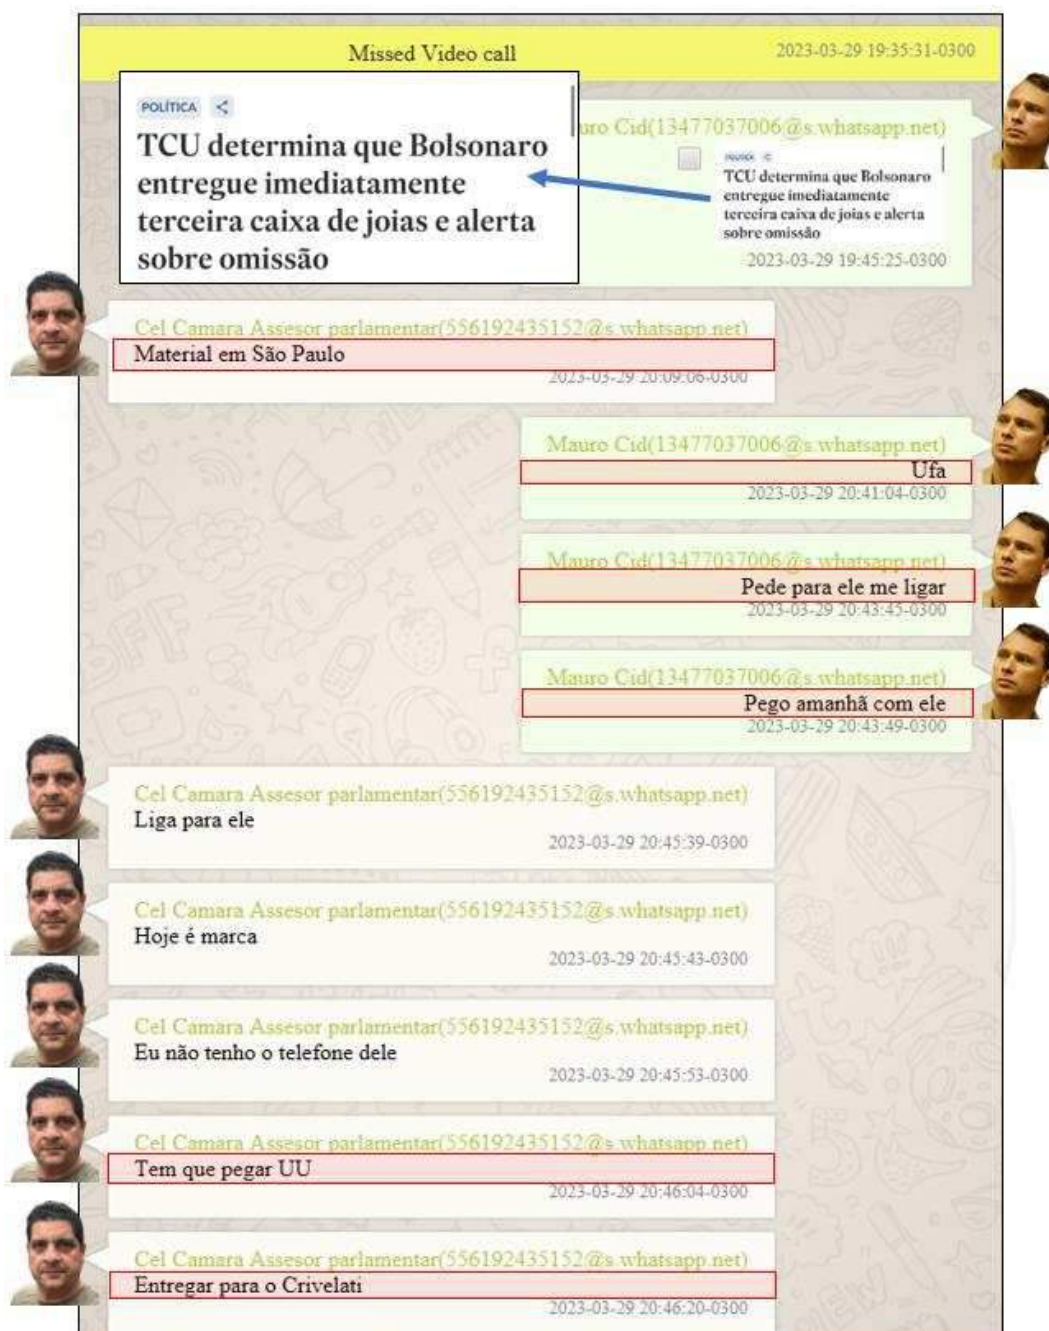 Missed Video call
2023-03-29 19:35:31-0300
POLÍTICA
TCU determina que Bolsonaro
entregue imediatamente
terceira caixa de joias e alerta
sobre omissão
uro Cid(13477037006@s.whatsapp.net)
TCU determina que Bolsonaro
entregue imediatamente
terceira caixa de joias e alerta
sobre omissão
2023-03-29 19:45:25-0300
Cel Camara Assesor parlamentar(556192435152@s.whatsapp.net)
Material em São Paulo
2023-03-29 20:09:06-0300
Mauro Cid(13477037006@s.whatsapp.net)
Ufa
2023-03-29 20:41:04-0300
Mauro Cid(13477037006@s.whatsapp.net)
Pede para ele me ligar
2023-03-29 20:43:45-0300
Mauro Cid(13477037006@s.whatsapp.net)
Pego amanhã com ele
2023-03-29 20:43:49-0300
Cel Camara Assesor parlamentar(556192435152@s.whatsapp.net)
Liga para ele
2023-03-29 20:45:39-0300
Cel Camara Assesor parlamentar(556192435152@s.whatsapp.net)
Hoje é marca
2023-03-29 20:45:43-0300
Cel Camara Assesor parlamentar(556192435152@s.whatsapp.net)
Eu não tenho o telefone dele
2023-03-29 20:45:53-0300
Cel Camara Assesor parlamentar(556192435152@s.whatsapp.net)
Tem que pegar UU
2023-03-29 20:46:04-0300
Cel Camara Assesor parlamentar(556192435152@s.whatsapp.net)
Entregar para o Crivelati
2023-03-29 20:46:20-0300